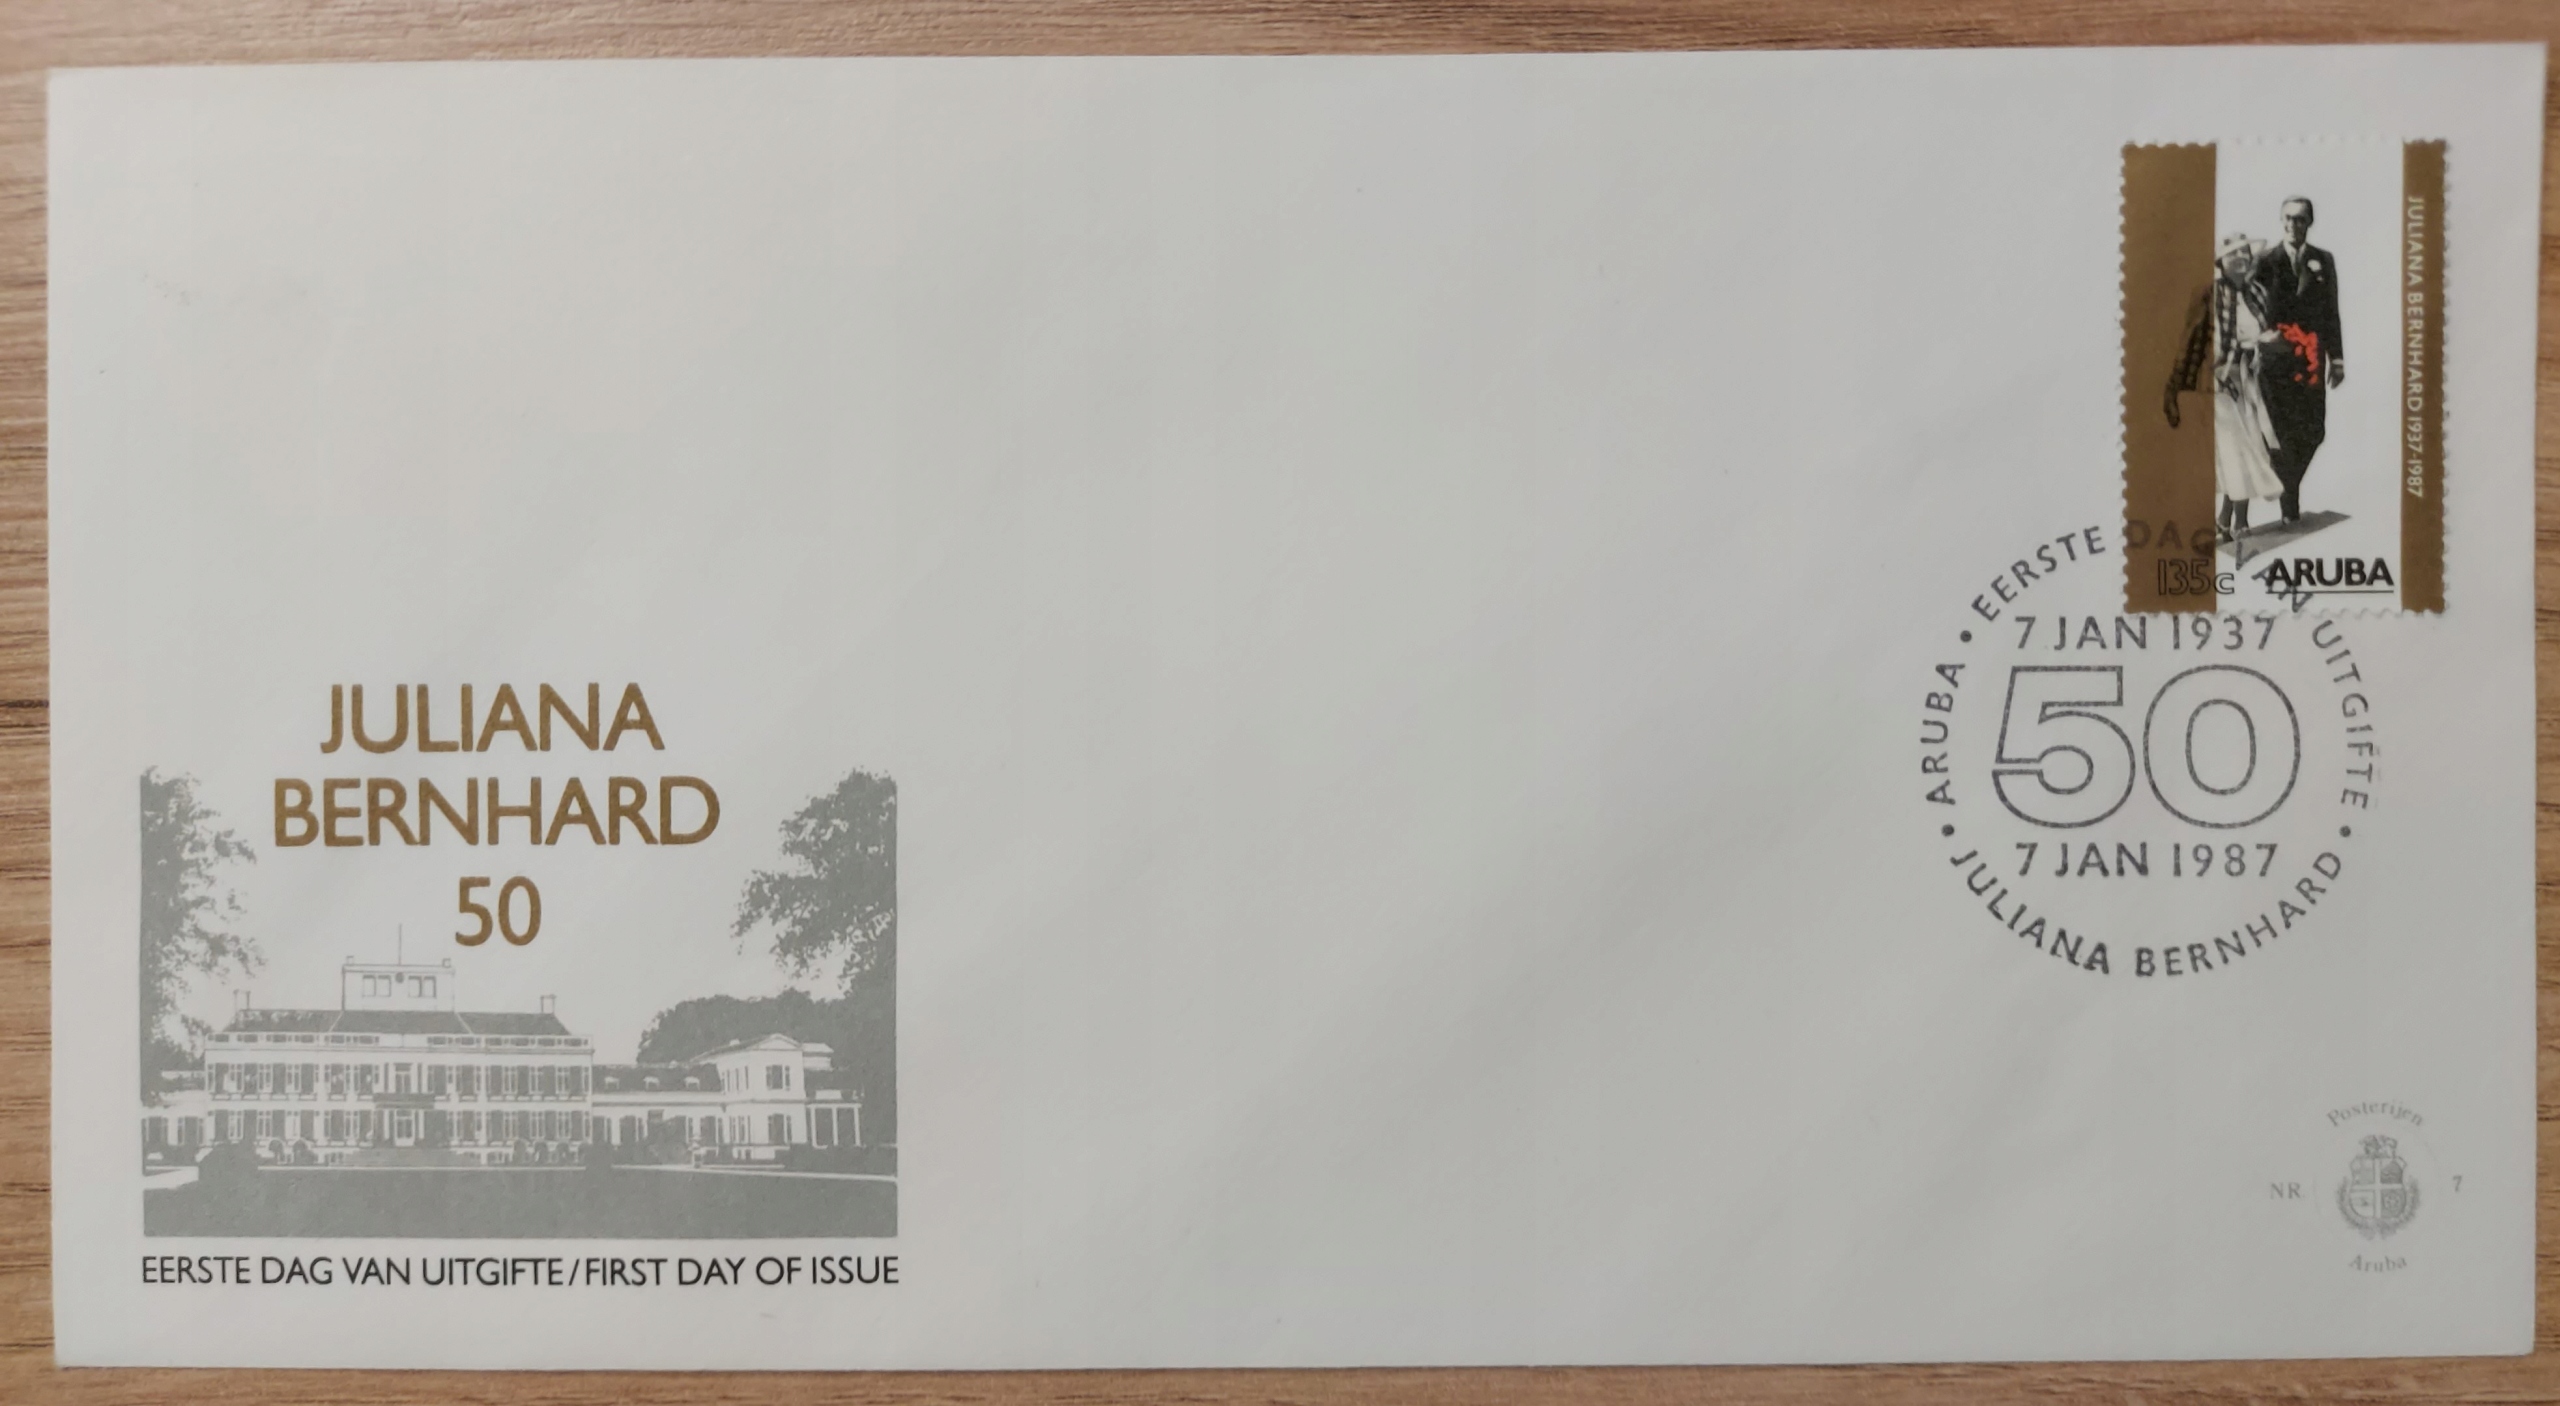 JULIANA BERNHARD 1937-1987
135c ARUBA
• EERSTE DAG VAN UITGIFTE •
ARUBA •
7 JAN 1937
50
7 JAN 1987
JULIANA BERNHARD
JULIANA
BERNHARD
50
EERSTE DAG VAN UITGIFTE/FIRST DAY OF ISSUE
Posterijen
NR. 7
Aruba